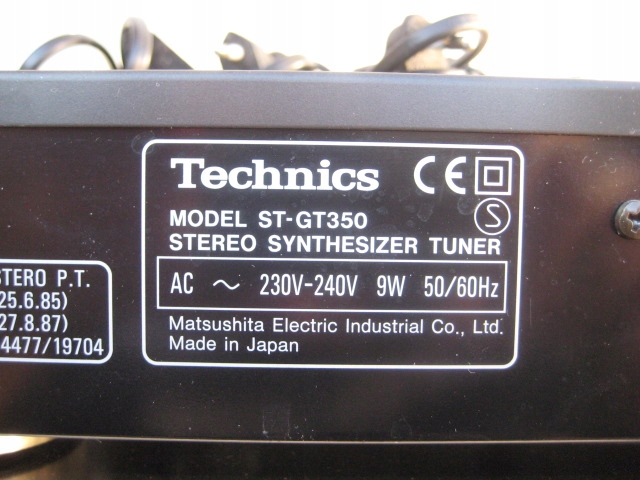 Technics CE
MODEL ST-GT350 S
STEREO SYNTHESIZER TUNER
AC ~ 230V-240V 9W 50/60Hz
Matsushita Electric Industrial Co., Ltd.
Made in Japan
STERO P.T.
25.6.85)
27.8.87)
4477/19704